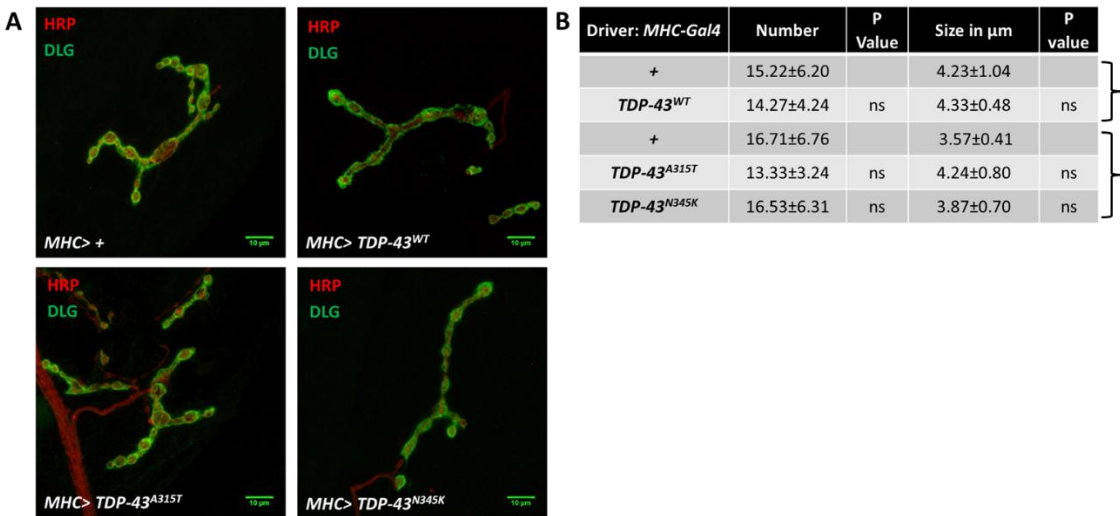 A
HRP
DLG
MHC> +
10 µm
HRP
DLG
MHC> TDP-43WT
10 µm
HRP
DLG
MHC> TDP-43A315T
10 µm
HRP
DLG
MHC> TDP-43N345K
10 µm
B
Driver: MHC-Gal4 Number P Value Size in µm P value
+ 15.22±6.20 4.23±1.04
TDP-43WT 14.27±4.24 ns 4.33±0.48 ns
+ 16.71±6.76 3.57±0.41
TDP-43A315T 13.33±3.24 ns 4.24±0.80 ns
TDP-43N345K 16.53±6.31 ns 3.87±0.70 ns